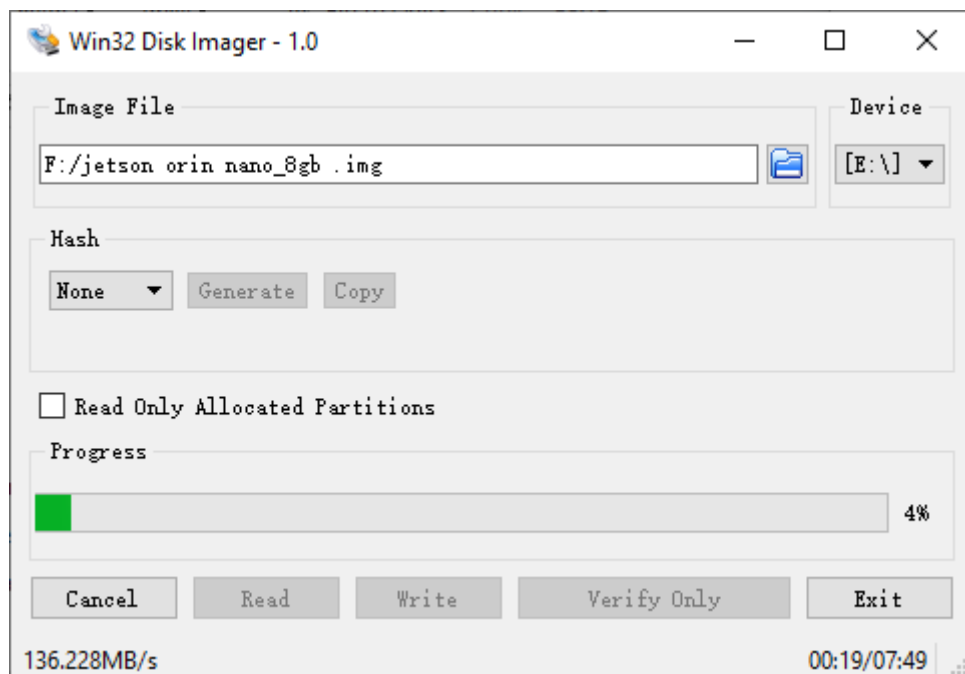 Win32 Disk Imager - 1.0
Image File
Device
F:/jetson orin nano_8gb .img
[E:\]
Hash
None
Generate
Copy
Read Only Allocated Partitions
Progress
4%
Cancel
Read
Write
Verify Only
Exit
136.228MB/s
00:19/07:49